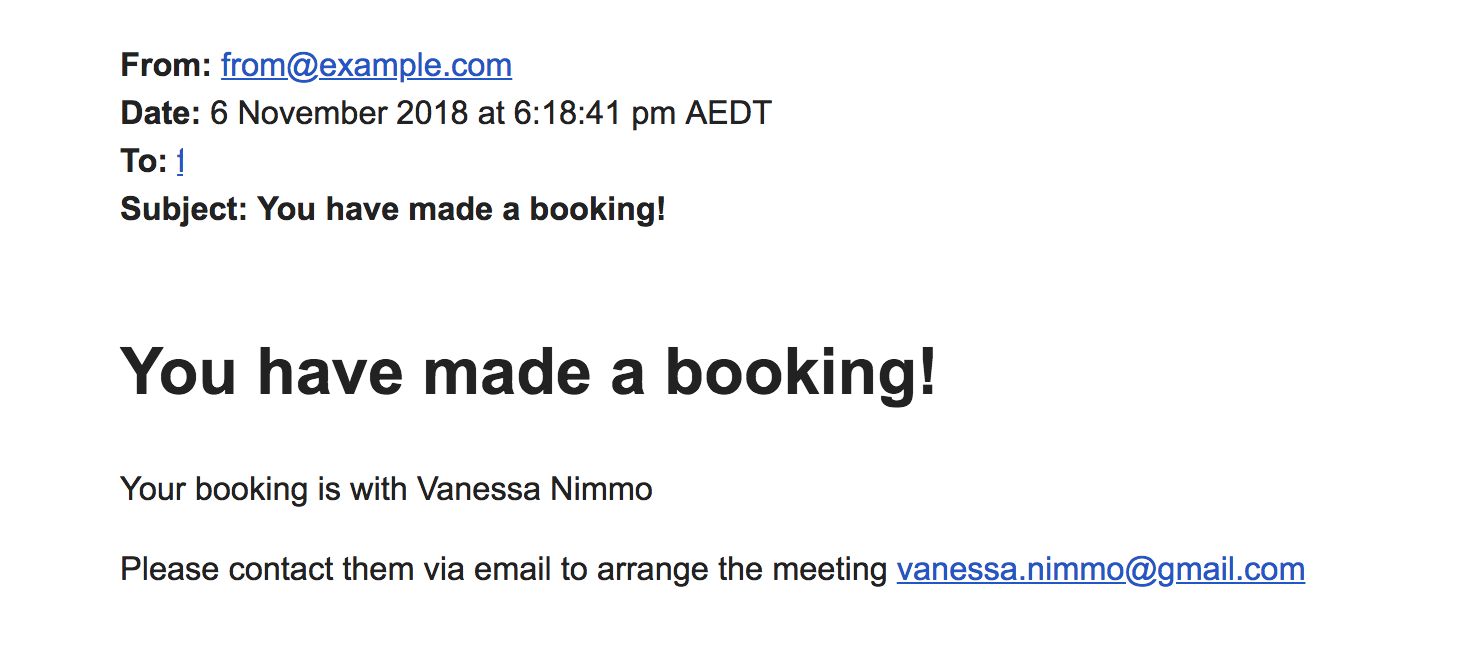 From: from@example.com
Date: 6 November 2018 at 6:18:41 pm AEDT
To:
Subject: You have made a booking!
You have made a booking!
Your booking is with Vanessa Nimmo
Please contact them via email to arrange the meeting vanessa.nimmo@gmail.com